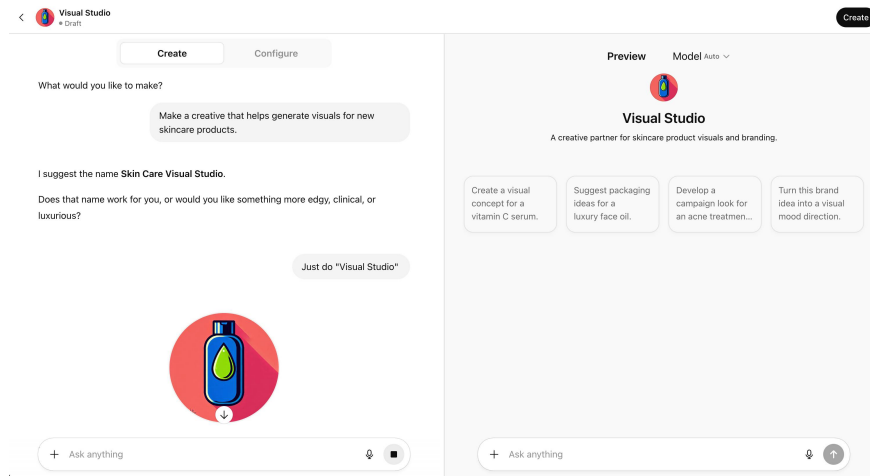 Visual Studio
Draft
Create
Create
Configure
What would you like to make?
Make a creative that helps generate visuals for new
skincare products.
I suggest the name Skin Care Visual Studio.
Does that name work for you, or would you like something more edgy, clinical, or
luxurious?
Just do "Visual Studio"
Ask anything
Preview
Model Auto
Visual Studio
A creative partner for skincare product visuals and branding.
Create a visual
concept for a
vitamin C serum.
Suggest packaging
ideas for a
luxury face oil.
Develop a
campaign look for
an acne treatmen...
Turn this brand
idea into a visual
mood direction.
Ask anything